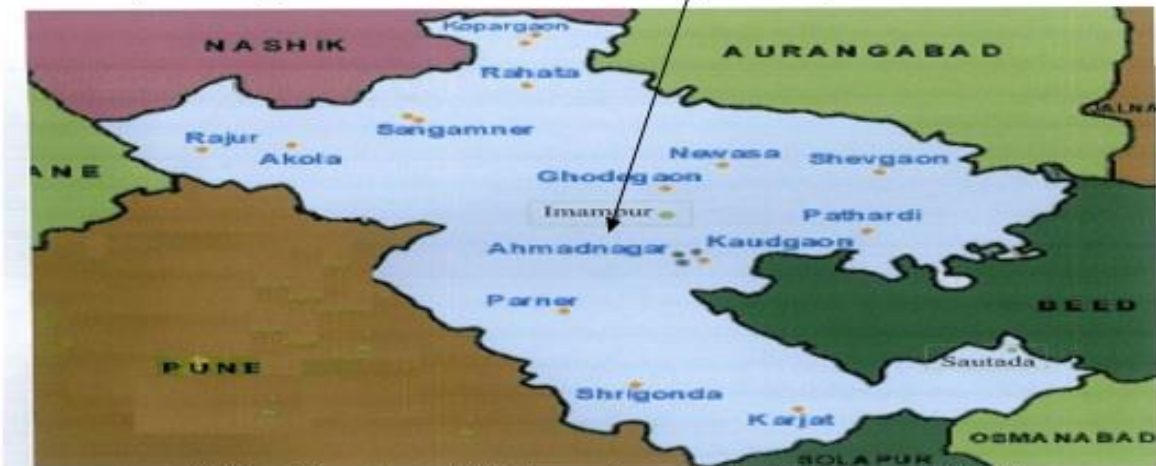 Kopargaon
NASHIK
AURANGABAD
Rahata
JALNA
Sangamner
Rajur
Akola
Newasa
Shevgaon
ANE
Ghodegaon
Imampur
Pathardi
Ahmadnagar
Kaudgaon
Parner
BEED
Sautada
PUNE
Shrigonda
Karjat
OSMANABAD
SOLAPUR